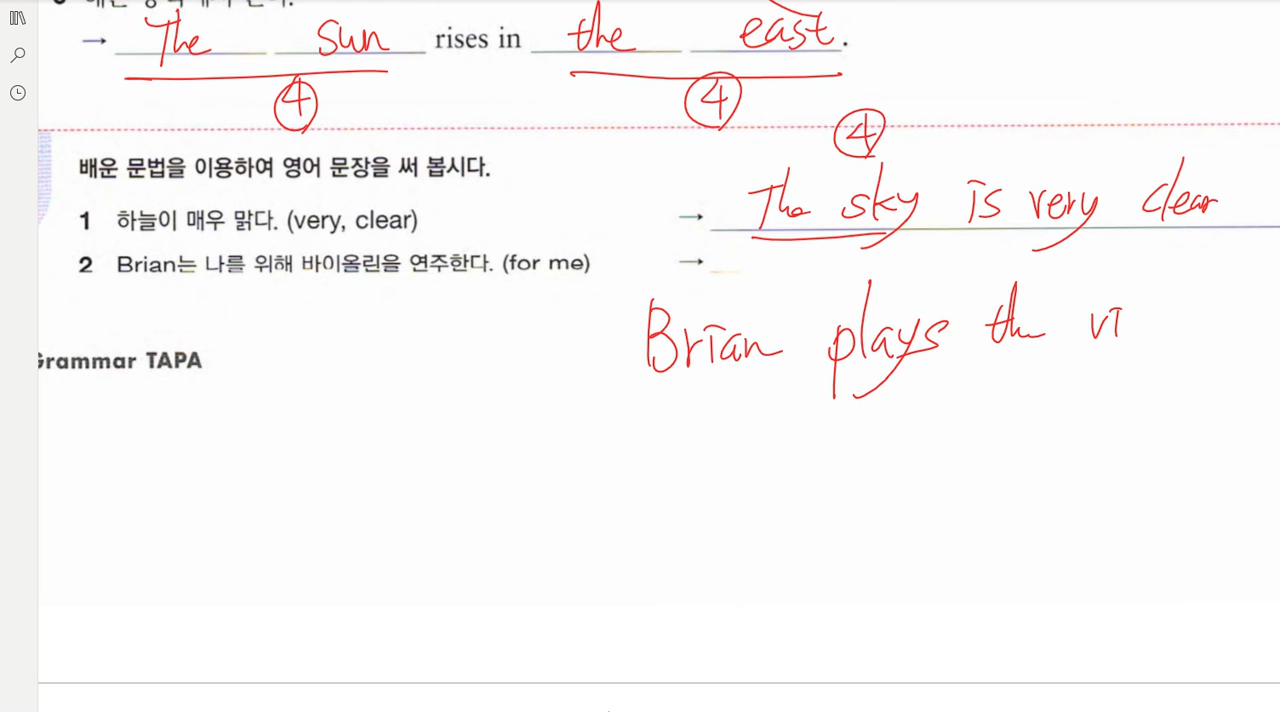 → The sun rises in the east.
④ ④
배운 문법을 이용하여 영어 문장을 써 봅시다.
④
1 하늘이 매우 맑다. (very, clear) → The sky is very clear
2 Brian는 나를 위해 바이올린을 연주한다. (for me) →
Brian plays the vi
Grammar TAPA